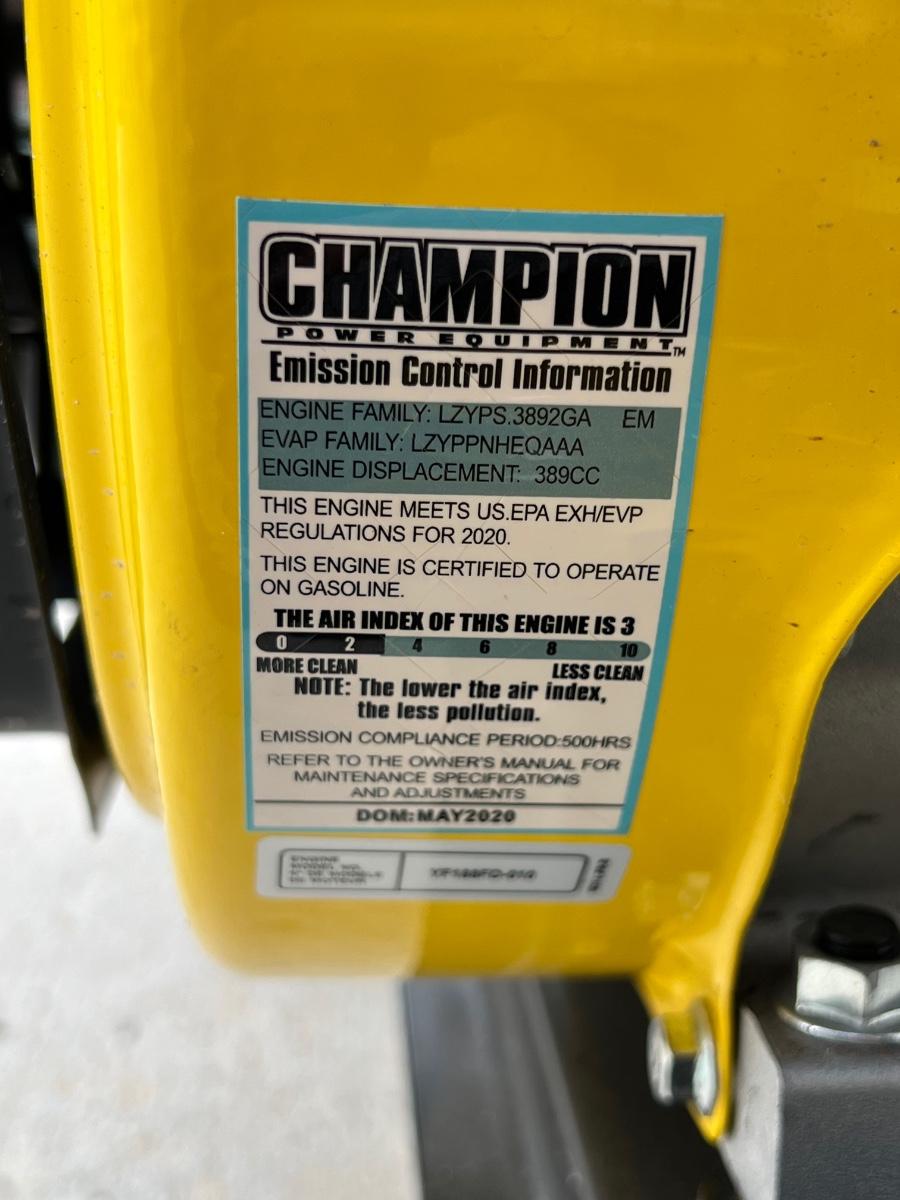 CHAMPION
POWER EQUIPMENT™
Emission Control Information
ENGINE FAMILY: LZYPS.3892GA EM
EVAP FAMILY: LZYPPNHEQAAA
ENGINE DISPLACEMENT: 389CC
THIS ENGINE MEETS US.EPA EXH/EVP
REGULATIONS FOR 2020.
THIS ENGINE IS CERTIFIED TO OPERATE
ON GASOLINE.
THE AIR INDEX OF THIS ENGINE IS 3
0 2 4 6 8 10
MORE CLEAN LESS CLEAN
NOTE: The lower the air index,
the less pollution.
EMISSION COMPLIANCE PERIOD:500HRS
REFER TO THE OWNER'S MANUAL FOR
MAINTENANCE SPECIFICATIONS
AND ADJUSTMENTS
DOM:MAY2020
ENGINE
MODEL NO.